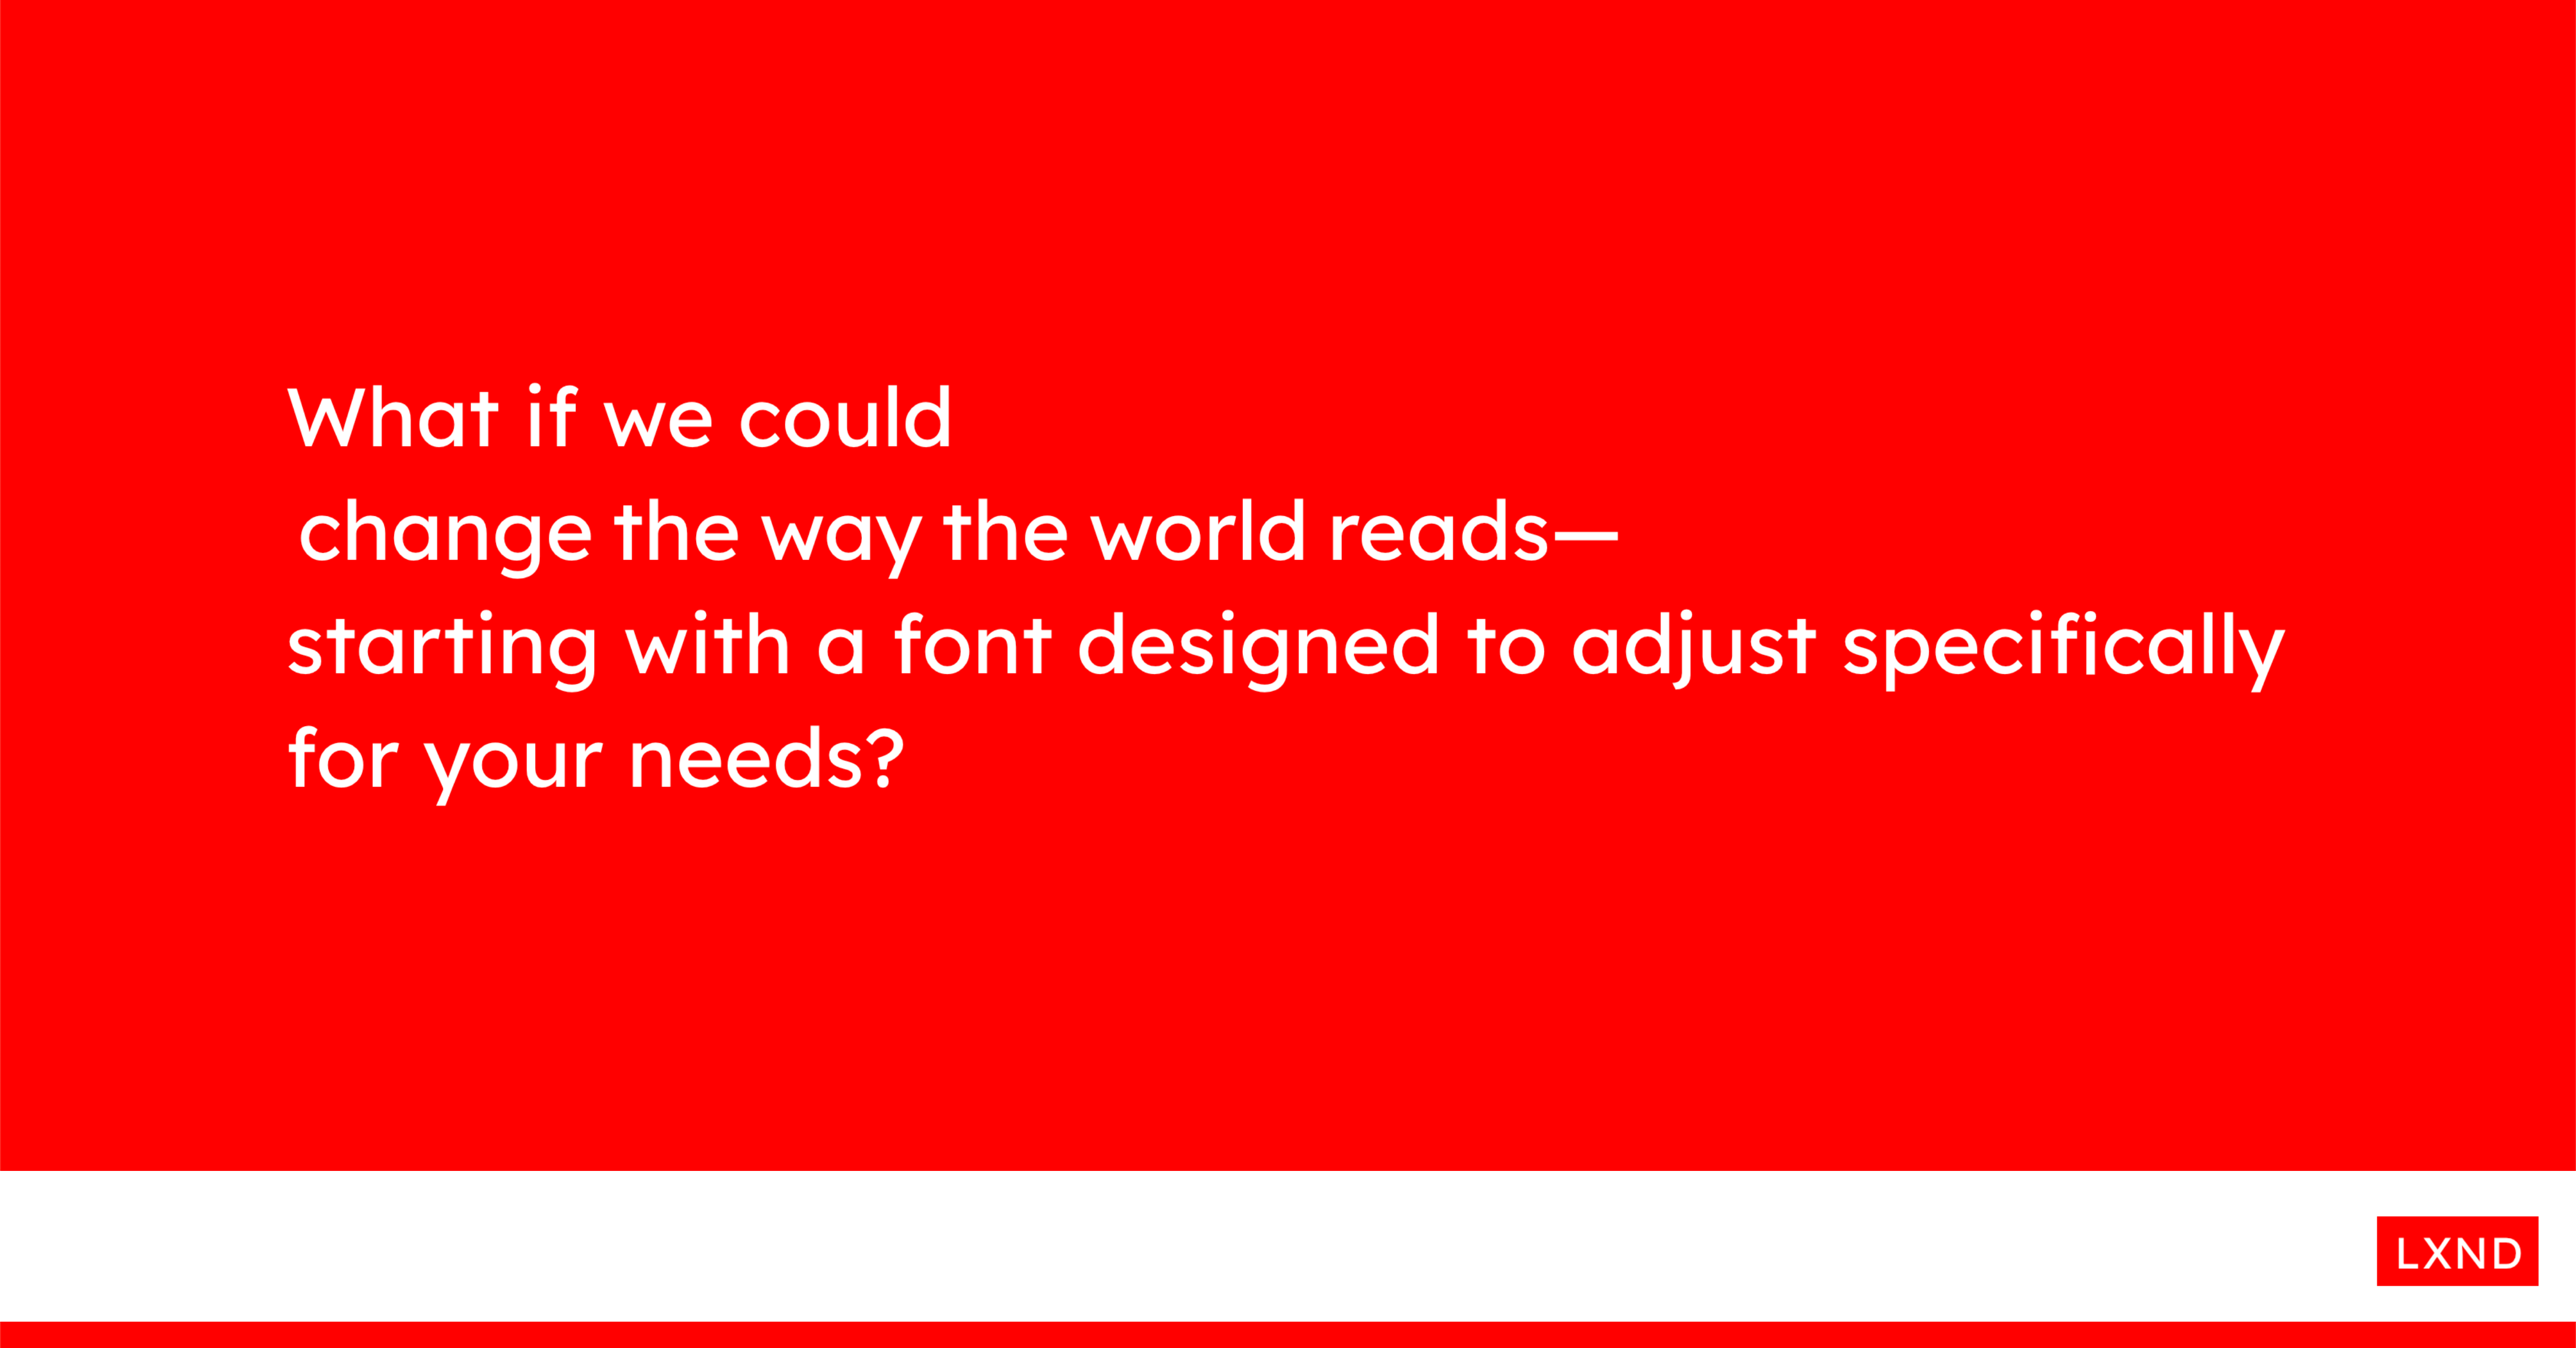 What if we could
change the way the world reads—
starting with a font designed to adjust specifically
for your needs?
LXND